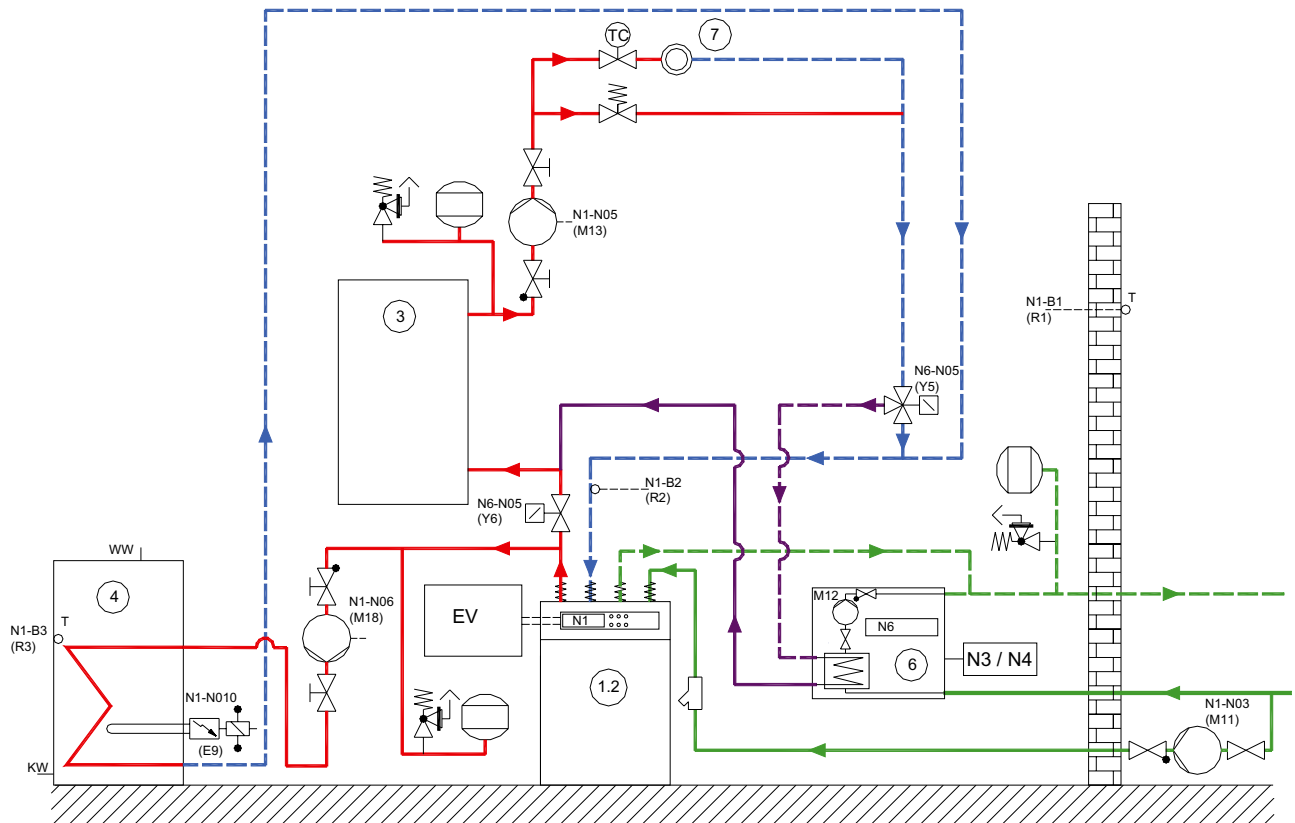 TC
7
N1-N05
(M13)
3
N1-B1
(R1)
T
N6-N05
(Y5)
N1-B2
(R2)
N6-N05
(Y6)
WW
4
T
N1-B3
(R3)
N1-N06
(M18)
EV
N1
M12
N6
6
N3 / N4
1.2
N1-N010
(E9)
N1-N03
(M11)
KW